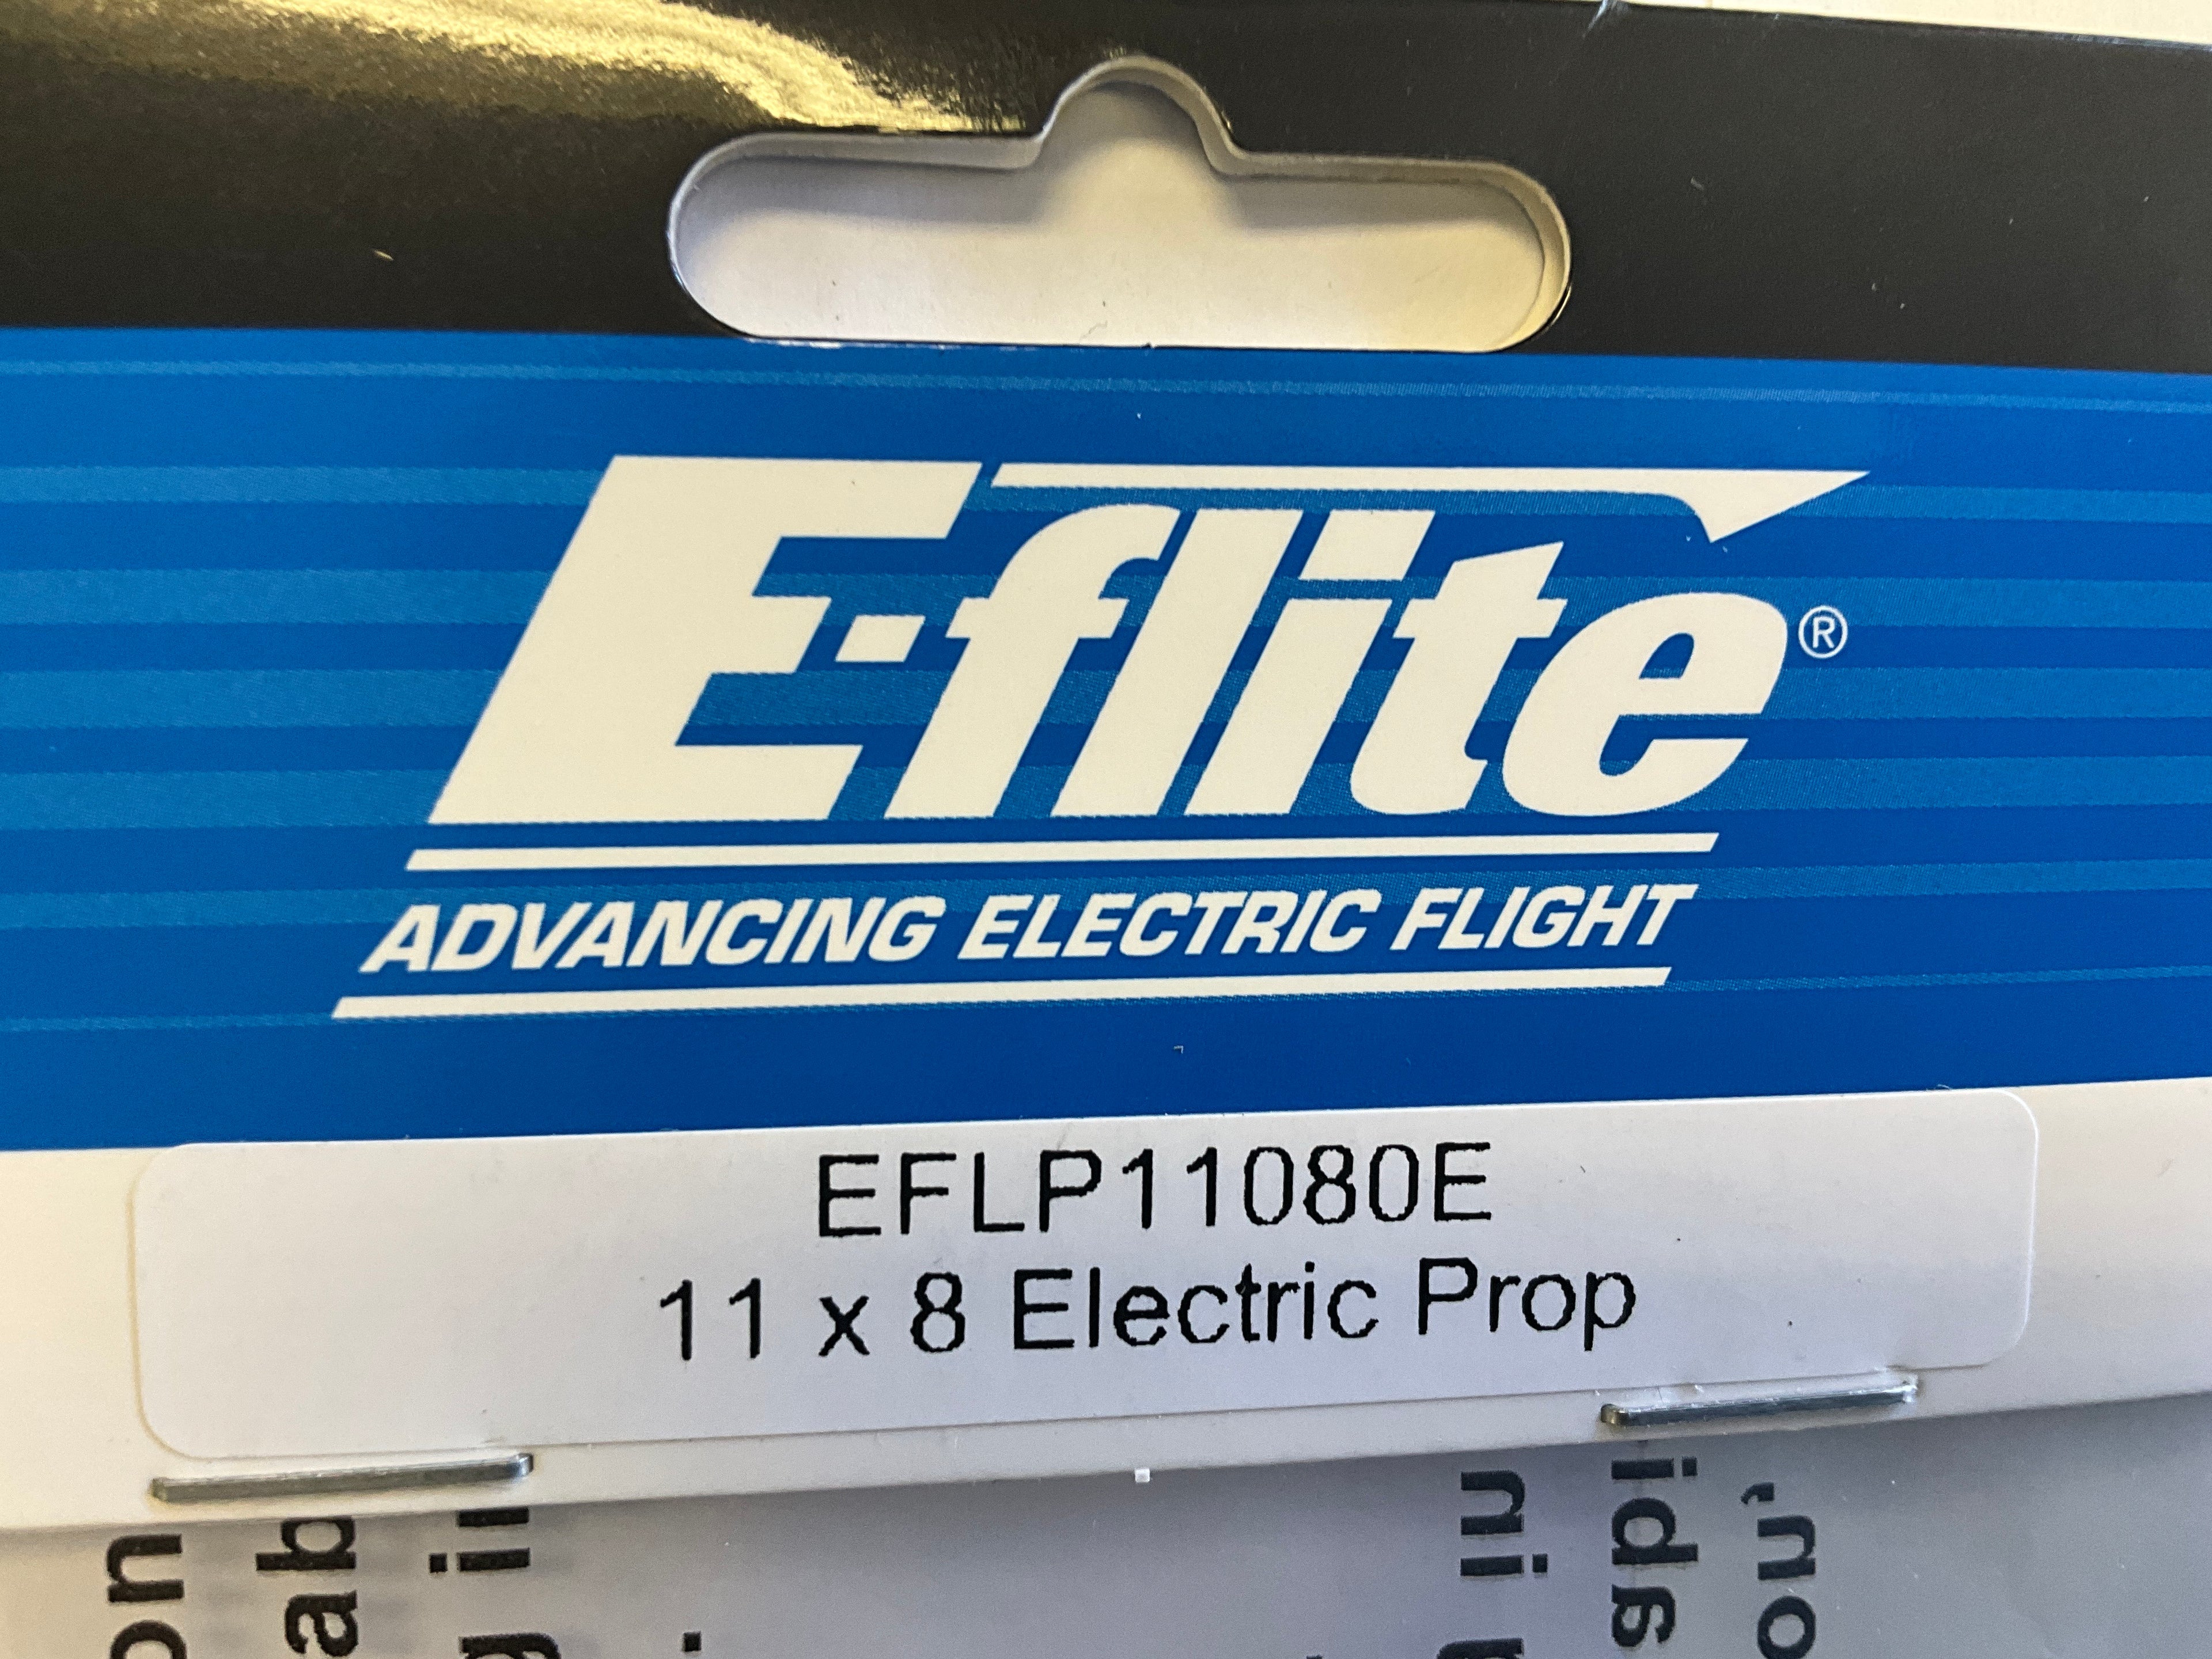 E-flite®
ADVANCING ELECTRIC FLIGHT
EFLP11080E
11 x 8 Electric Prop